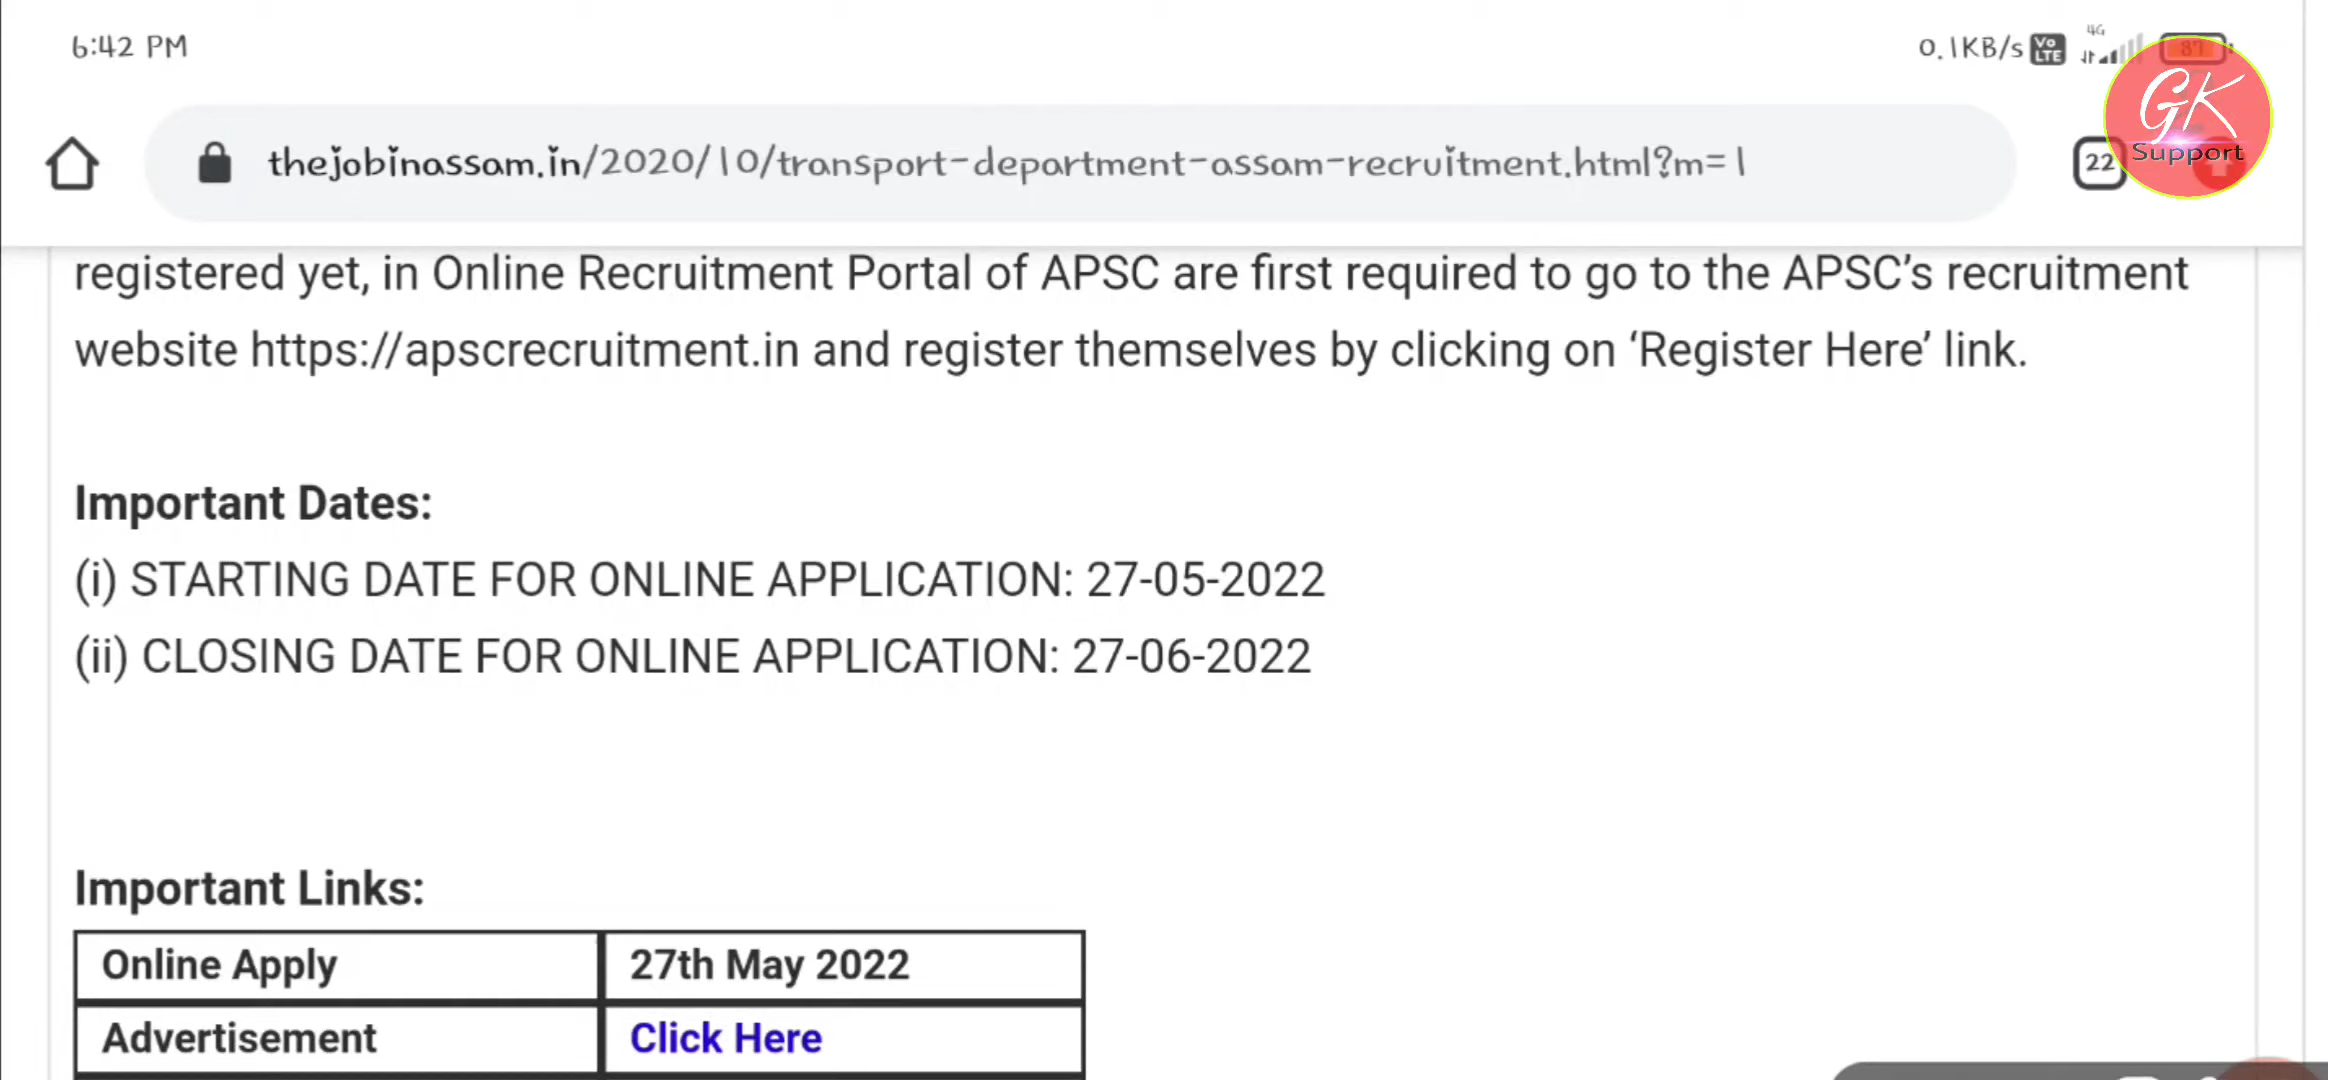 6:42 PM
0.1KB/s Vo LTE 4G 87
thejobinassam.in/2020/10/transport-department-assam-recruitment.html?m=1
22
GK
Support
registered yet, in Online Recruitment Portal of APSC are first required to go to the APSC’s recruitment
website https://apscrecruitment.in and register themselves by clicking on ‘Register Here’ link.
Important Dates:
(i) STARTING DATE FOR ONLINE APPLICATION: 27-05-2022
(ii) CLOSING DATE FOR ONLINE APPLICATION: 27-06-2022
Important Links:
Online Apply 27th May 2022
Advertisement Click Here